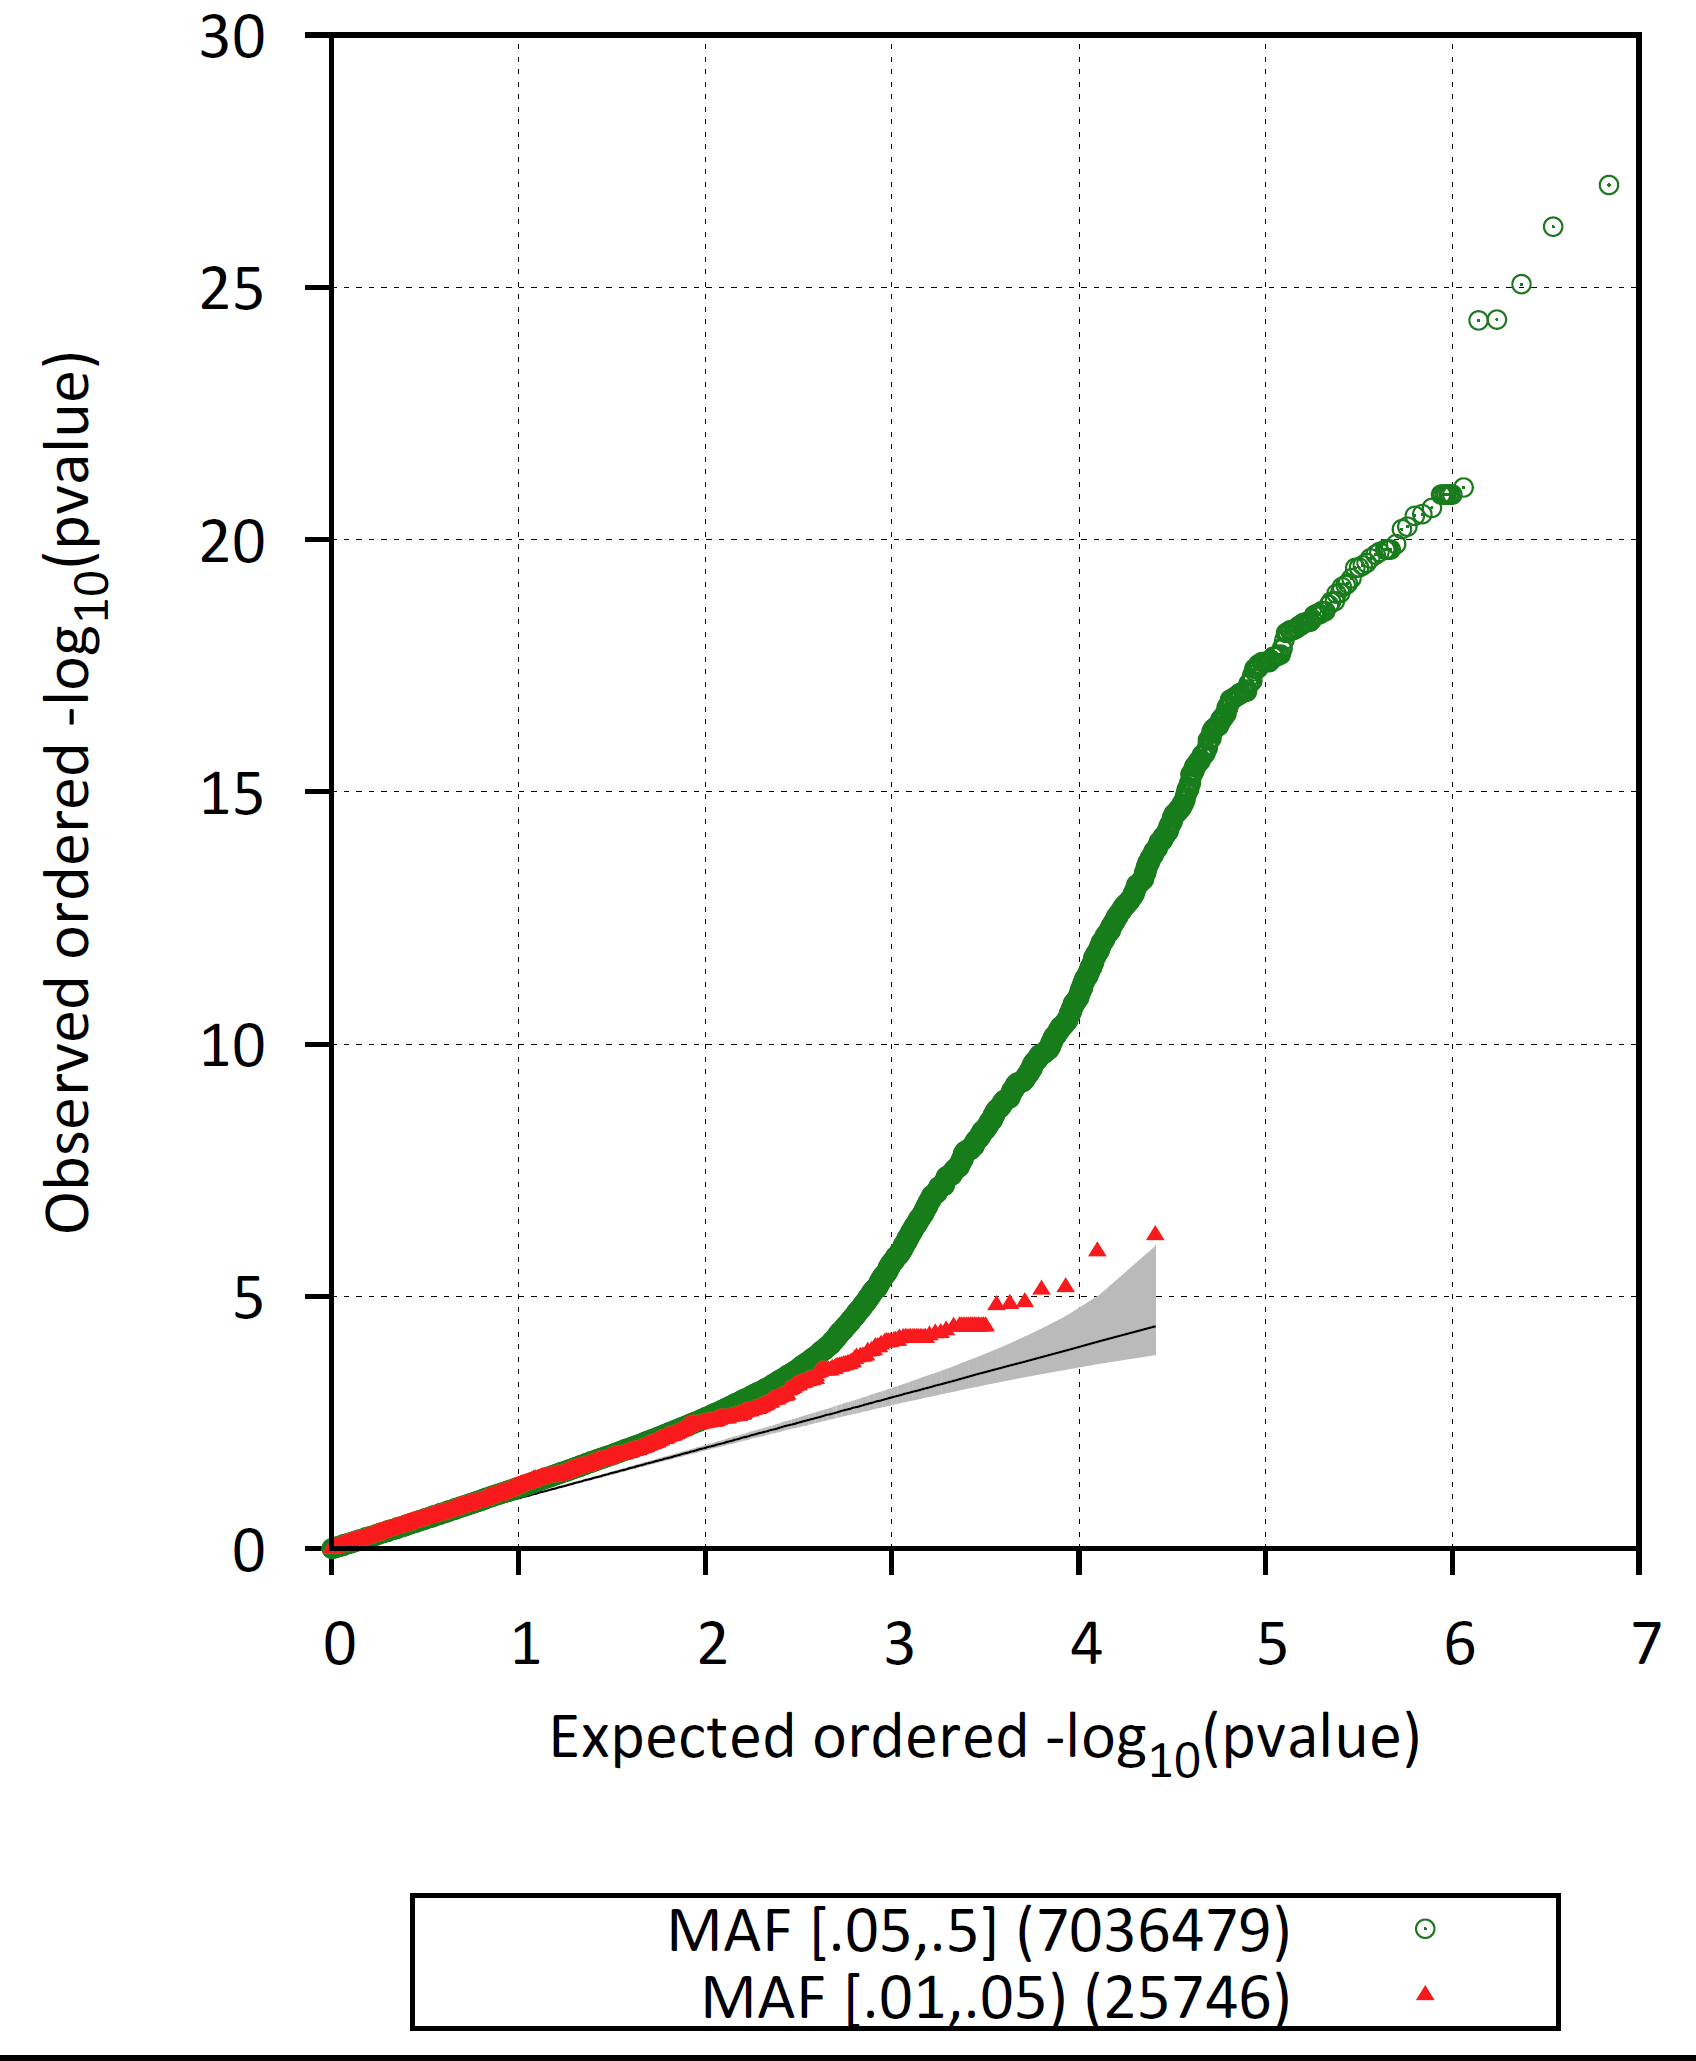 30
25
20
15
10
5
0
Observed ordered -log10(pvalue)
0 1 2 3 4 5 6 7
Expected ordered -log10(pvalue)
MAF [.05,.5] (7036479)
MAF [.01,.05) (25746)